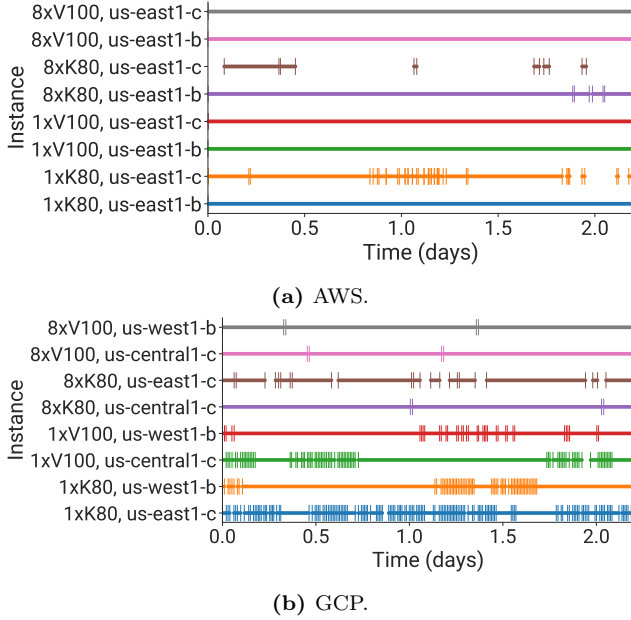 8xV100, us-east1-c
8xV100, us-east1-b
8xK80, us-east1-c
8xK80, us-east1-b
1xV100, us-east1-c
1xV100, us-east1-b
1xK80, us-east1-c
1xK80, us-east1-b
Instance
0.0 0.5 1.0 1.5 2.0
Time (days)
(a) AWS.
8xV100, us-west1-b
8xV100, us-central1-c
8xK80, us-east1-c
8xK80, us-central1-c
1xV100, us-west1-b
1xV100, us-central1-c
1xK80, us-west1-b
1xK80, us-east1-c
Instance
0.0 0.5 1.0 1.5 2.0
Time (days)
(b) GCP.